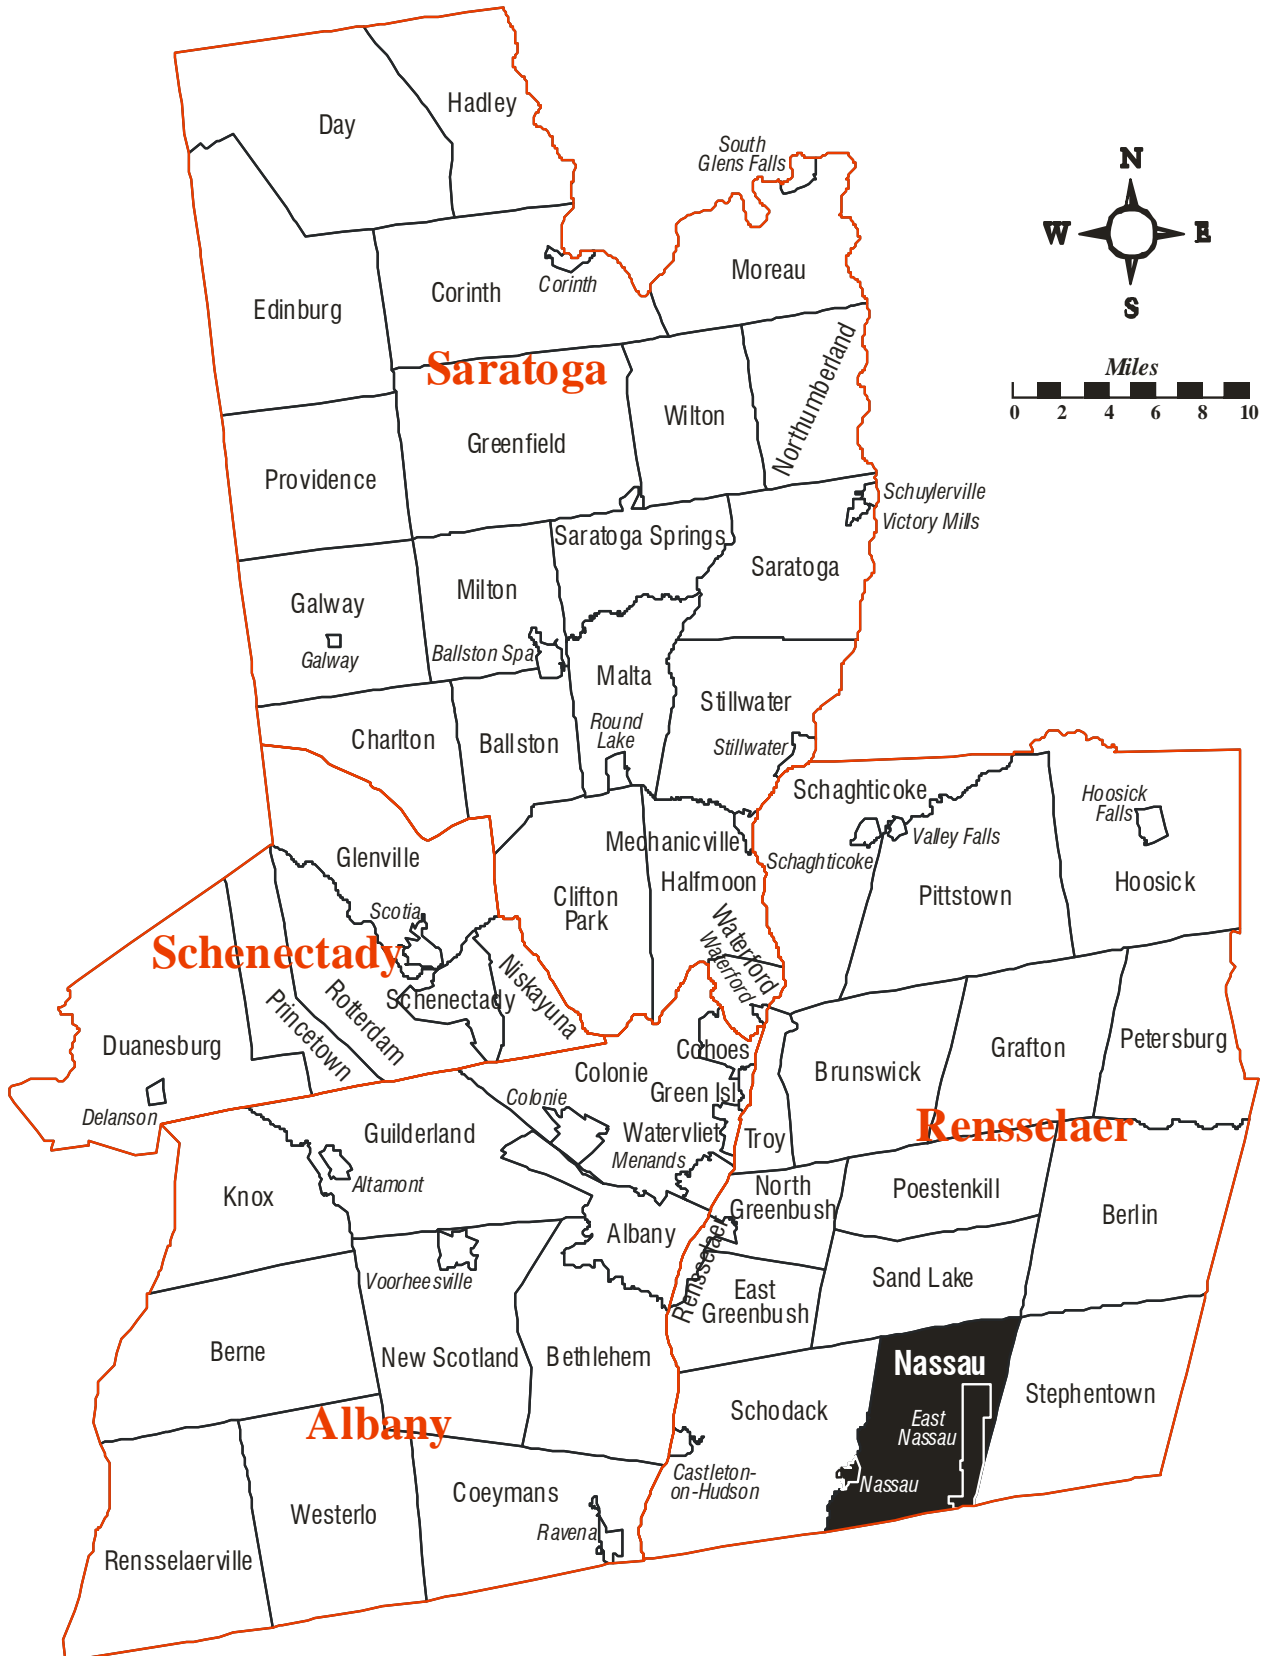 Hadley
Day
South
Glens Falls
N
W
E
S
Moreau
Corinth
Corinth
Edinburg
Miles
0 2 4 6 8 10
Saratoga
Northumberland
Wilton
Greenfield
Providence
Schuylerville
Victory Mills
Saratoga Springs
Saratoga
Milton
Galway
Galway
Ballston Spa
Malta
Stillwater
Round
Lake
Stillwater
Charlton
Ballston
Schaghticoke
Hoosick
Falls
Mechanicville
Valley Falls
Schaghticoke
Glenville
Halfmoon
Hoosick
Clifton
Park
Pittstown
Scotia
Waterford
Waterford
Schenectady
Niskayuna
Schenectady
Rotterdam
Princetown
Duanesburg
Cohoes
Grafton
Petersburg
Colonie
Brunswick
Green Isl
Colonie
Delanson
Guilderland
Watervliet
Troy
Rensselaer
Menands
Altamont
Knox
North
Greenbush
Poestenkill
Berlin
Albany
Rensselaer
Voorheesville
Sand Lake
East
Greenbush
Berne
New Scotland
Bethlehem
Nassau
Stephentown
Schodack
Albany
East
Nassau
Castleton-
on-Hudson
Nassau
Coeymans
Westerlo
Ravena
Rensselaerville